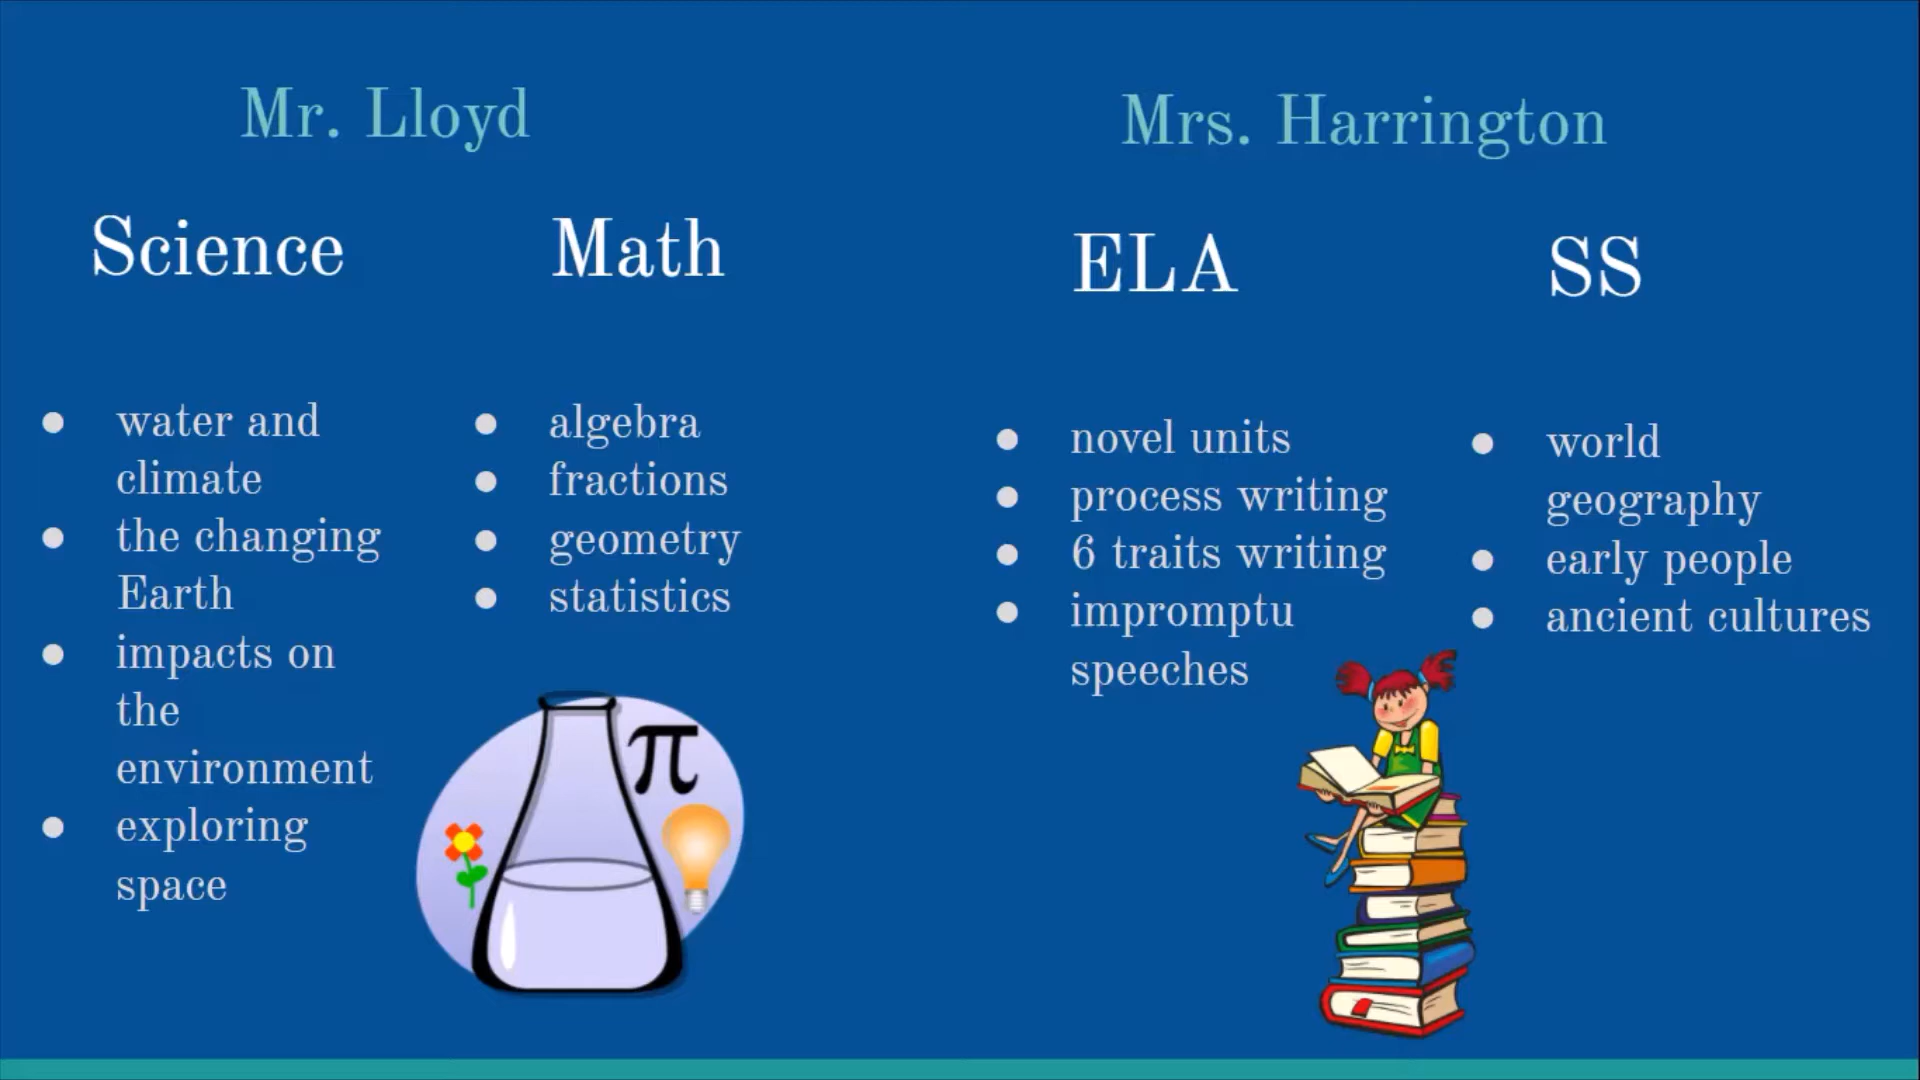 Mr. Lloyd
Science
water and
climate
the changing
Earth
impacts on
the
environment
exploring
space
Math
algebra
fractions
geometry
statistics
π
Mrs. Harrington
ELA
novel units
process writing
6 traits writing
impromptu
speeches
SS
world
geography
early people
ancient cultures